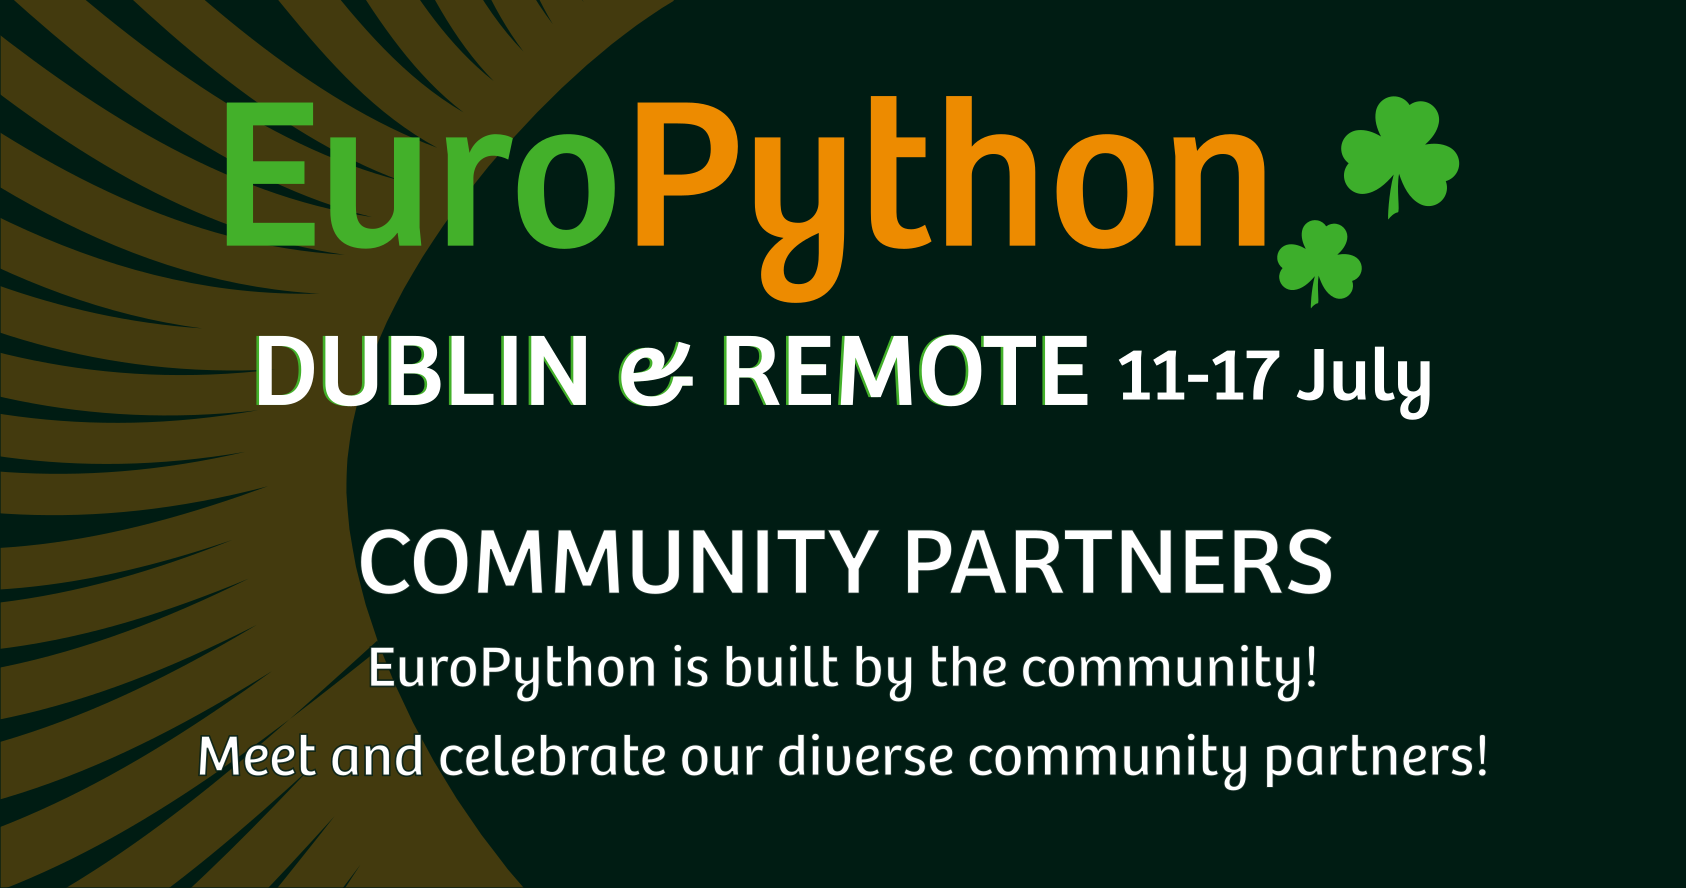 EuroPython
DUBLIN & REMOTE 11-17 July
COMMUNITY PARTNERS
EuroPython is built by the community!
Meet and celebrate our diverse community partners!